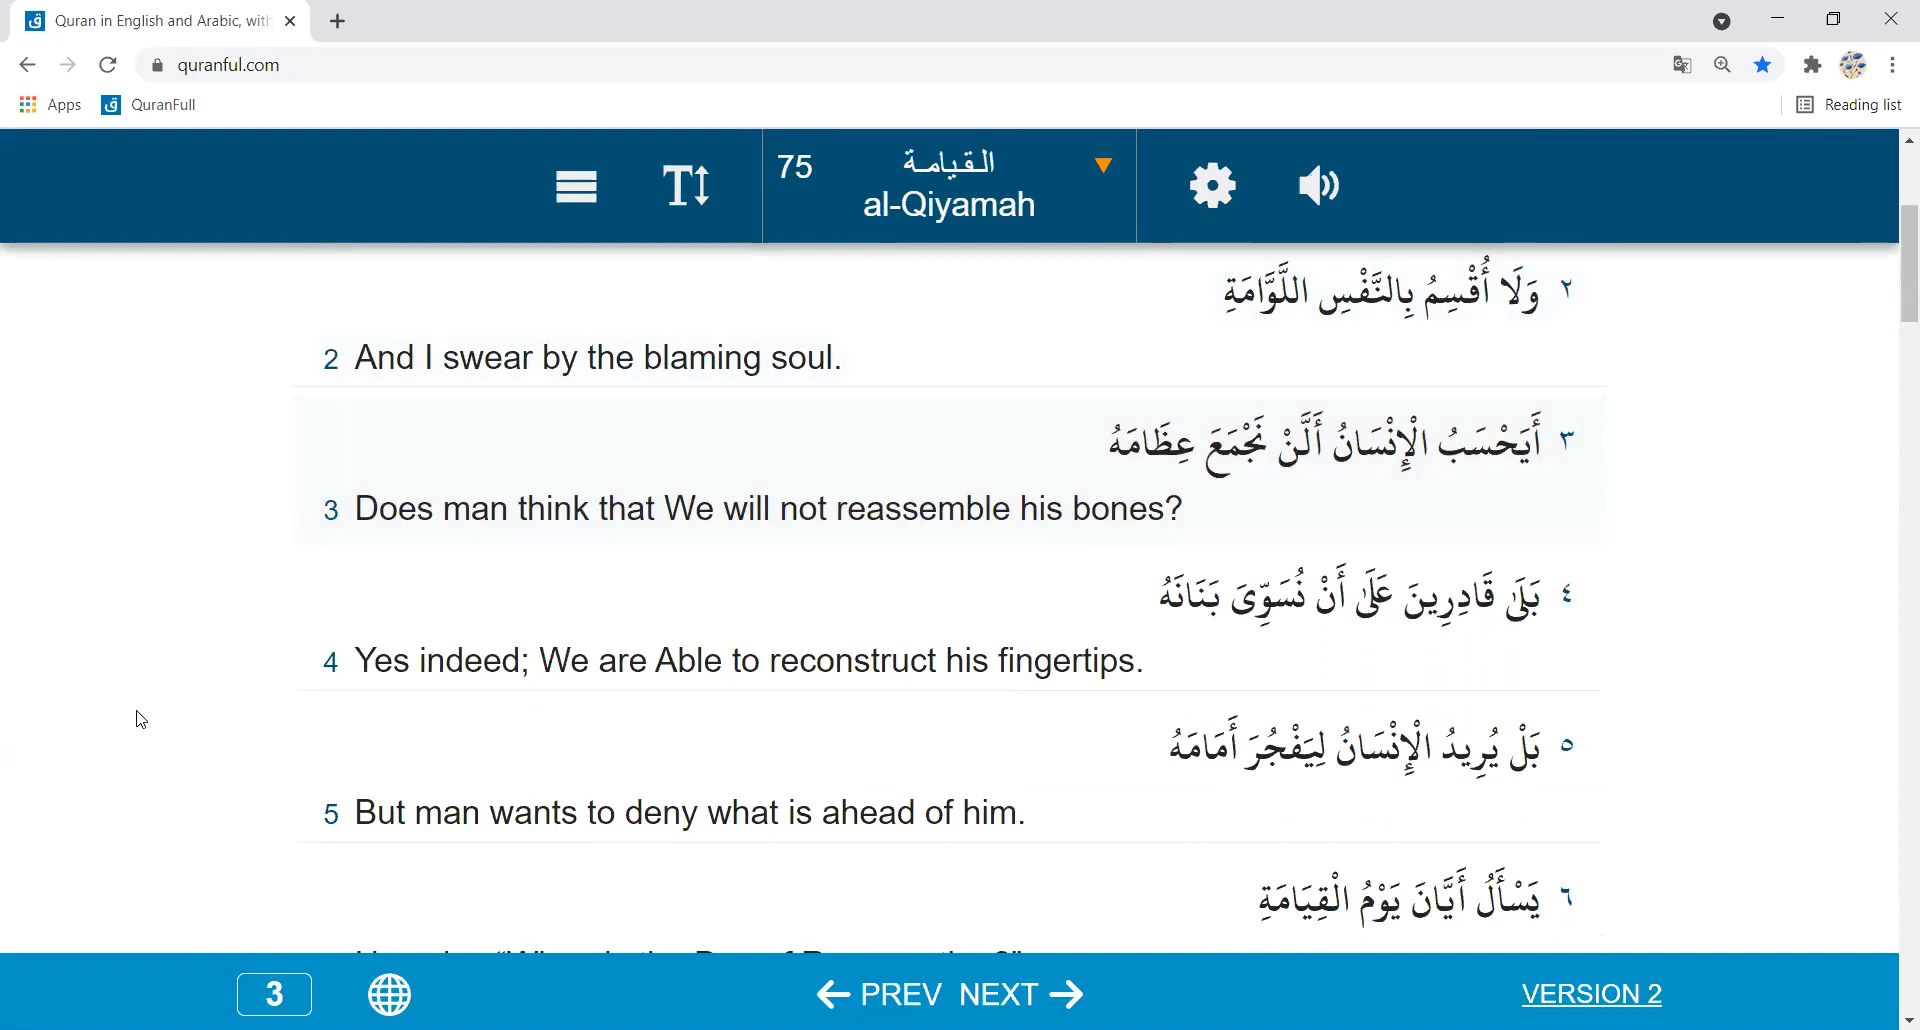 Quran in English and Arabic, with
quranful.com
Apps
QuranFull
Reading list
75
القيامة
al-Qiyamah
٢ وَلَا أُقْسِمُ بِالنَّفْسِ اللَّوَّامَةِ
2 And I swear by the blaming soul.
٣ أَيَحْسَبُ الْإِنْسَانُ أَلَّنْ نَجْمَعَ عِظَامَهُ
3 Does man think that We will not reassemble his bones?
٤ بَلَىٰ قَادِرِينَ عَلَىٰ أَنْ نُسَوِّىَ بَنَانَهُ
4 Yes indeed; We are Able to reconstruct his fingertips.
٥ بَلْ يُرِيدُ الْإِنْسَانُ لِيَفْجُرَ أَمَامَهُ
5 But man wants to deny what is ahead of him.
٦ يَسْأَلُ أَيَّانَ يَوْمُ الْقِيَامَةِ
3
PREV NEXT
VERSION 2